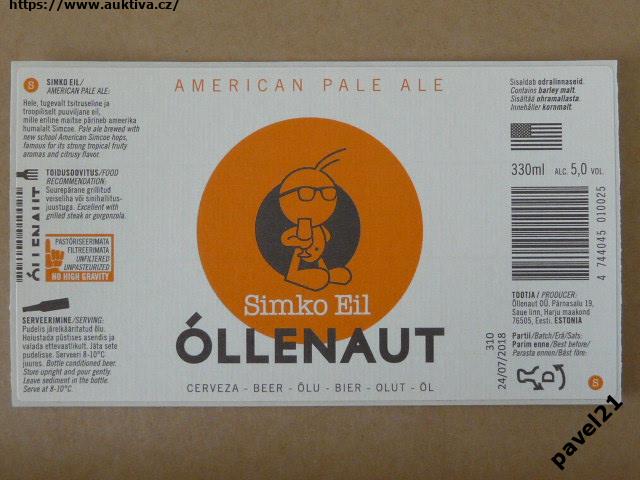 https://www.auktiva.cz/
S
SIMKO EIL/
AMERICAN PALE ALE:
Hele, tugevalt tsitruseline ja
troopiliselt puuviljane eil,
mille eriline maitse pärineb ameerika
humalalt Simcoe. Pale ale brewed with
new school American Simcoe hops,
famous for its strong tropical fruity
aromas and citrusy flavor.
TOIDUSOOVITUS/FOOD
RECOMMENDATION:
Suurepärane grillitud
veiseliha või sinihallitus-
juustuga. Excellent with
grilled steak or gorgonzola.
ÓLLENAUT
PASTÖRISEERIMATA
FILTREERIMATA
UNFILTERED
UNPASTEURIZED
NO HIGH GRAVITY
SERVEERIMINE/SERVING:
Pudelis järelkääritatud õlu.
Hoiustada püstises asendis ja
valada ettevaatlikult. Jäta sete
pudelisse. Serveeri 8-10°C
juures. Bottle conditioned beer.
Store upright and pour gently.
Leave sediment in the bottle.
Serve at 8-10°C.
AMERICAN PALE ALE
Simko Eil
ÓLLENAUT
CERVEZA - BEER - ÕLU - BIER - OLUT - ÖL
Sisaldab odralinnaseid.
Contains barley malt.
Sisältää ohramallasta.
Innehåller kornmalt.
330ml ALC. 5,0 VOL.
4 744045 010025
TOOTJA / PRODUCER:
Õllenaut OÜ, Pärnasalu 19,
Saue linn, Harju maakond
76505, Eesti. ESTONIA
Partii/Batch/Erä/Sats:
Parim enne/Best before/
Parasta ennen/Bäst före:
310
24/07/2018
D
S
pavel21